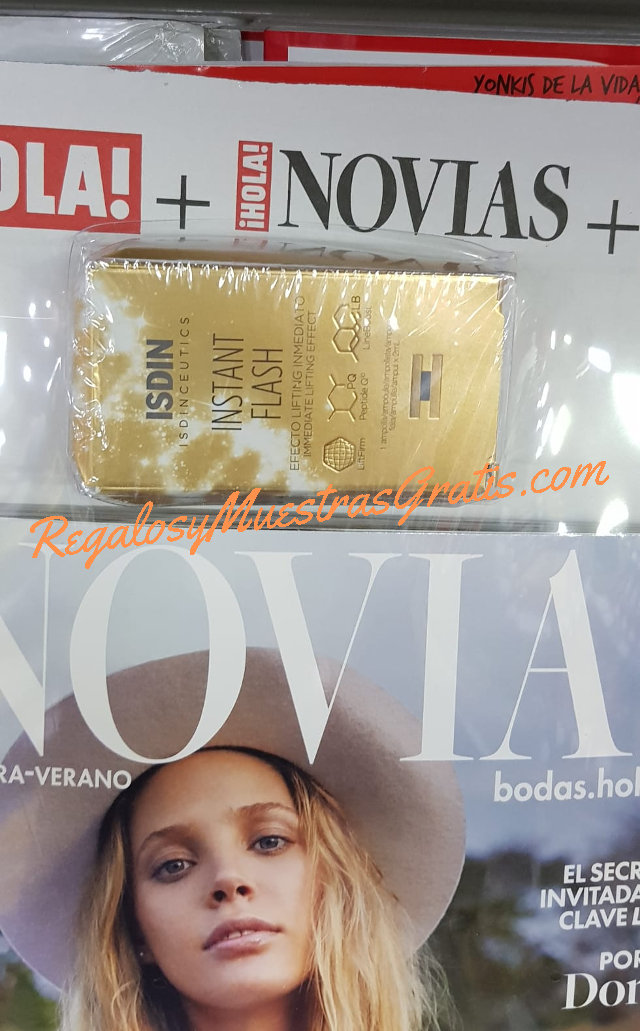 YONKIS DE LA VIDA
OLA! + ¡HOLA! NOVIAS +
ISDIN
ISDINCEUTICS
INSTANT
FLASH
EFECTO LIFTING INMEDIATO
IMMEDIATE LIFTING EFFECT
LiftFirm
PQ
Peptide Q10
LB
RegalosyMuestrasGratis.com
NOVIA
RA-VERANO
bodas.hol
EL SECR
INVITADA
CLAVE L
POR
Don